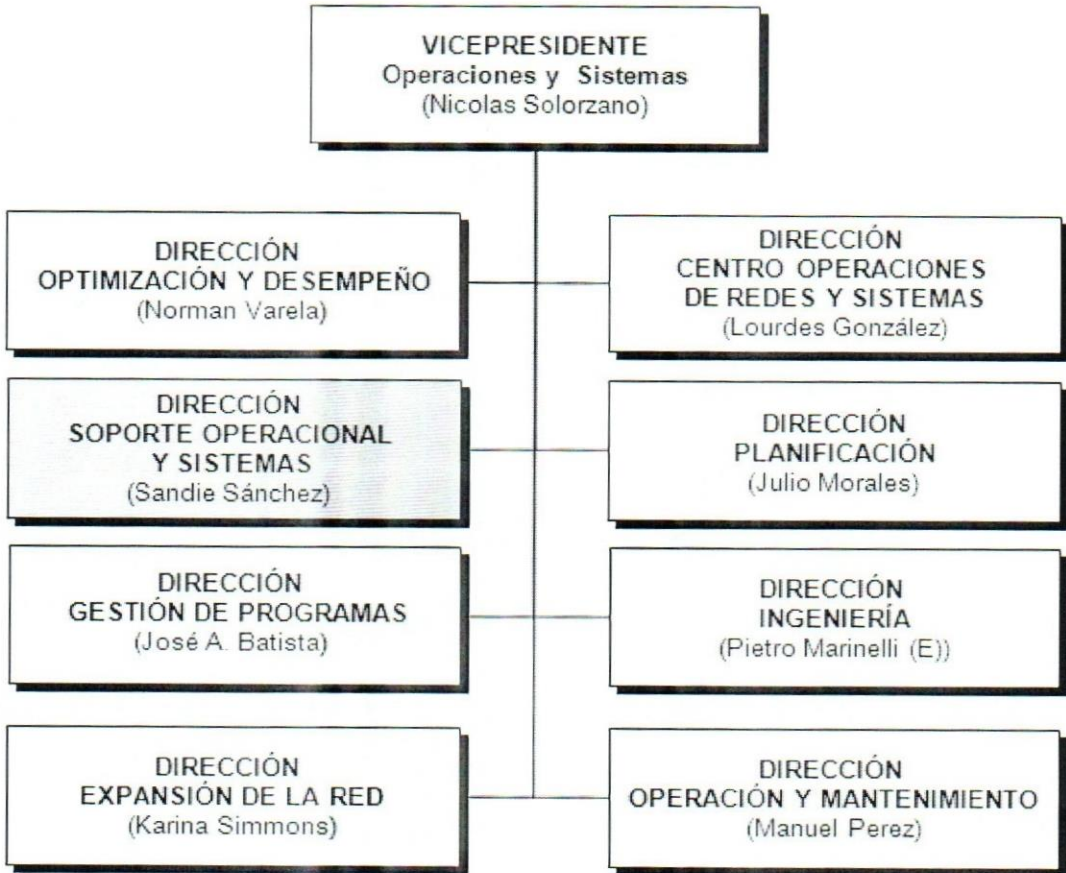 VICEPRESIDENTE
Operaciones y Sistemas
(Nicolas Solorzano)
DIRECCIÓN
OPTIMIZACIÓN Y DESEMPEÑO
(Norman Varela)
DIRECCIÓN
CENTRO OPERACIONES
DE REDES Y SISTEMAS
(Lourdes González)
DIRECCIÓN
SOPORTE OPERACIONAL
Y SISTEMAS
(Sandie Sánchez)
DIRECCIÓN
PLANIFICACIÓN
(Julio Morales)
DIRECCIÓN
GESTIÓN DE PROGRAMAS
(José A. Batista)
DIRECCIÓN
INGENIERÍA
(Pietro Marinelli (E))
DIRECCIÓN
EXPANSIÓN DE LA RED
(Karina Simmons)
DIRECCIÓN
OPERACIÓN Y MANTENIMIENTO
(Manuel Perez)